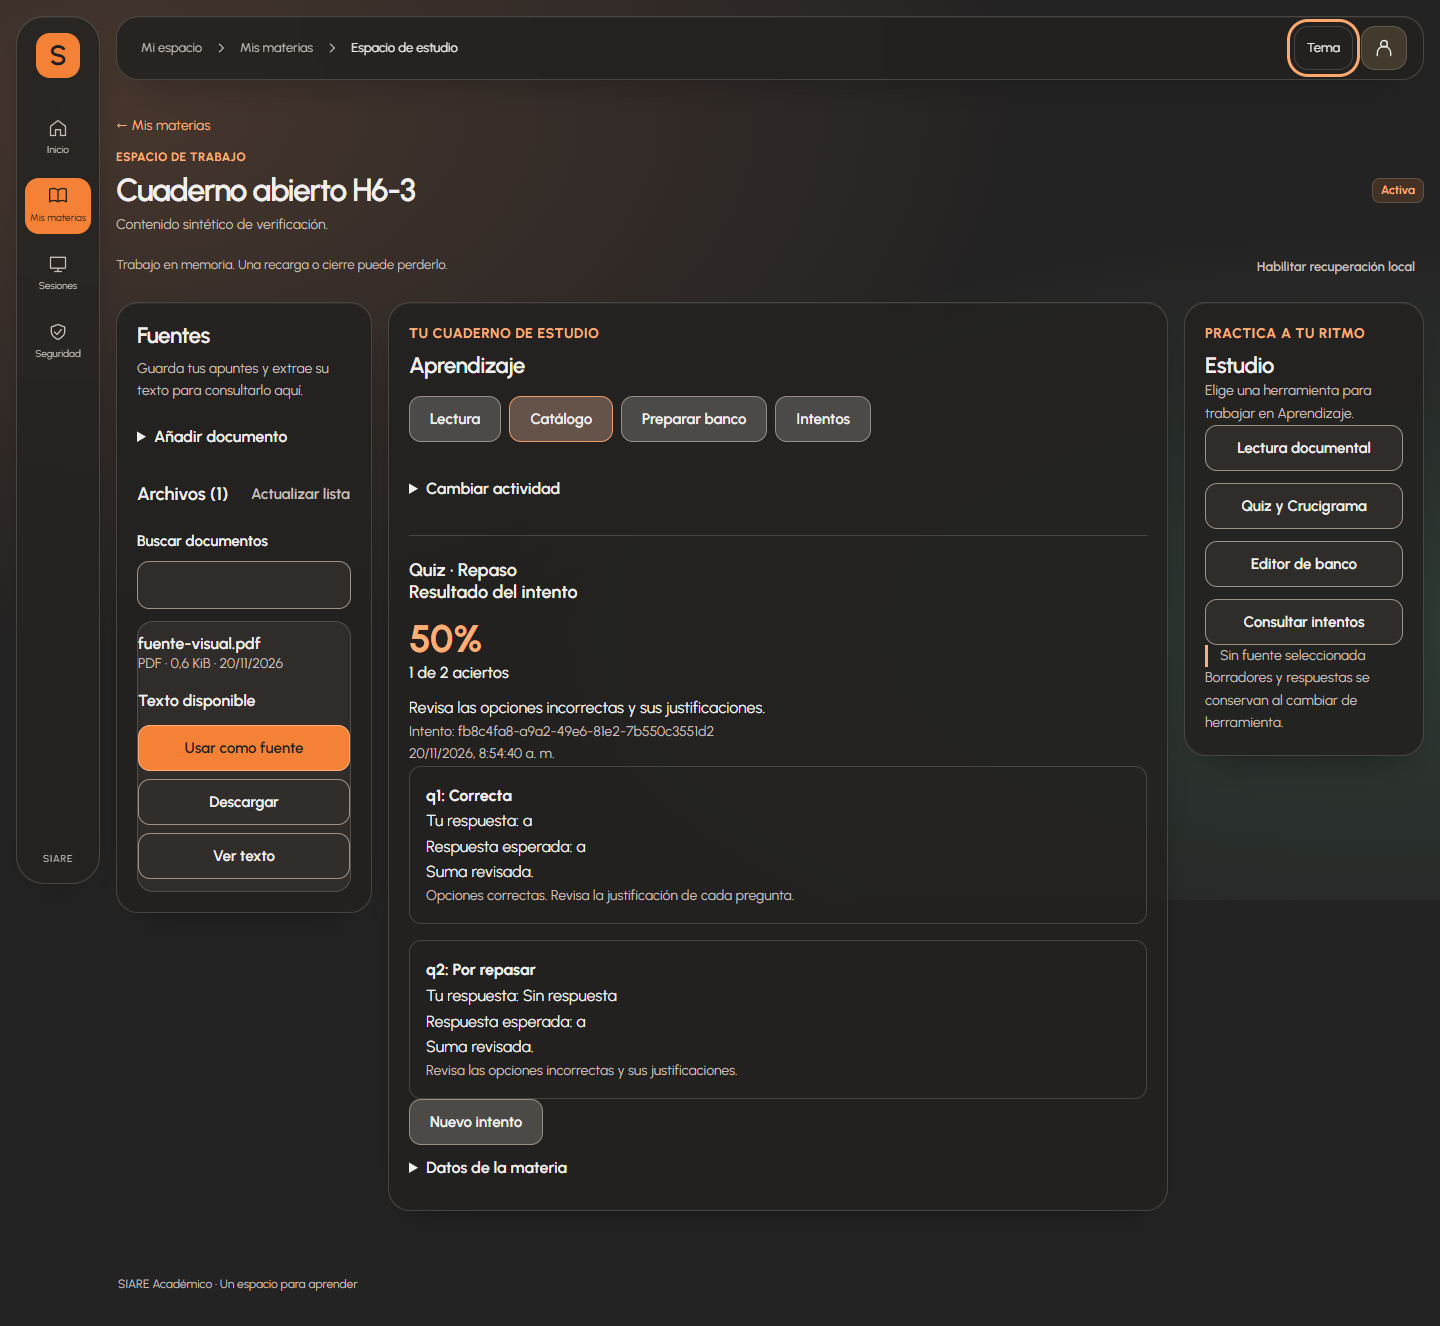 S
Inicio
Mis materias
Sesiones
Seguridad
SIARE
Mi espacio > Mis materias > Espacio de estudio
Tema
← Mis materias
ESPACIO DE TRABAJO
Cuaderno abierto H6-3
Activa
Contenido sintético de verificación.
Trabajo en memoria. Una recarga o cierre puede perderlo.
Habilitar recuperación local
Fuentes
Guarda tus apuntes y extrae su
texto para consultarlo aquí.
Añadir documento
Archivos (1)
Actualizar lista
Buscar documentos
fuente-visual.pdf
PDF · 0,6 KiB · 20/11/2026
Texto disponible
Usar como fuente
Descargar
Ver texto
TU CUADERNO DE ESTUDIO
Aprendizaje
Lectura
Catálogo
Preparar banco
Intentos
Cambiar actividad
Quiz · Repaso
Resultado del intento
50%
1 de 2 aciertos
Revisa las opciones incorrectas y sus justificaciones.
Intento: fb8c4fa8-a9a2-49e6-81e2-7b550c3551d2
20/11/2026, 8:54:40 a. m.
q1: Correcta
Tu respuesta: a
Respuesta esperada: a
Suma revisada.
Opciones correctas. Revisa la justificación de cada pregunta.
q2: Por repasar
Tu respuesta: Sin respuesta
Respuesta esperada: a
Suma revisada.
Revisa las opciones incorrectas y sus justificaciones.
Nuevo intento
Datos de la materia
PRACTICA A TU RITMO
Estudio
Elige una herramienta para
trabajar en Aprendizaje.
Lectura documental
Quiz y Crucigrama
Editor de banco
Consultar intentos
Sin fuente seleccionada
Borradores y respuestas se
conservan al cambiar de
herramienta.
SIARE Académico · Un espacio para aprender